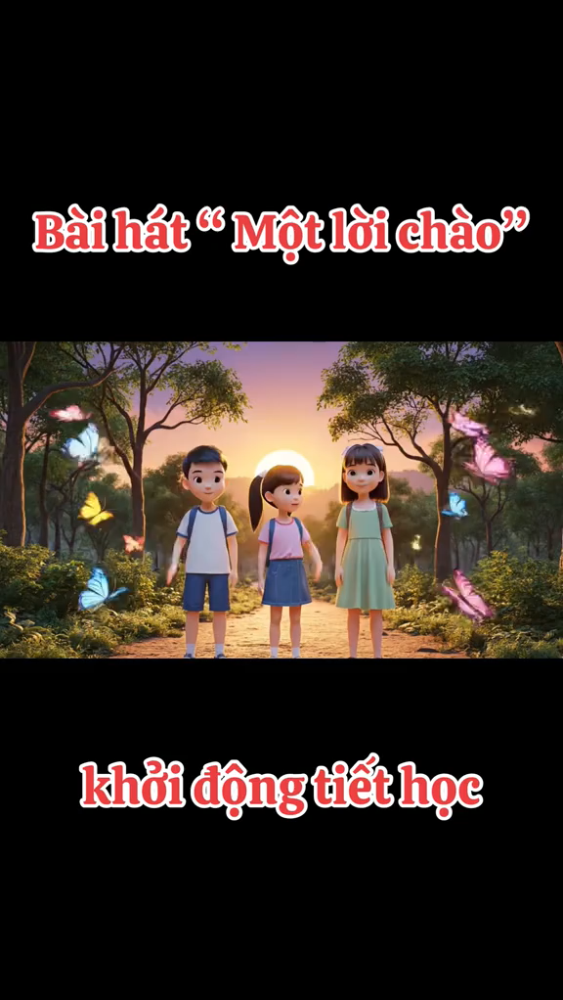 Bài hát “ Một lời chào”
khởi động tiết học